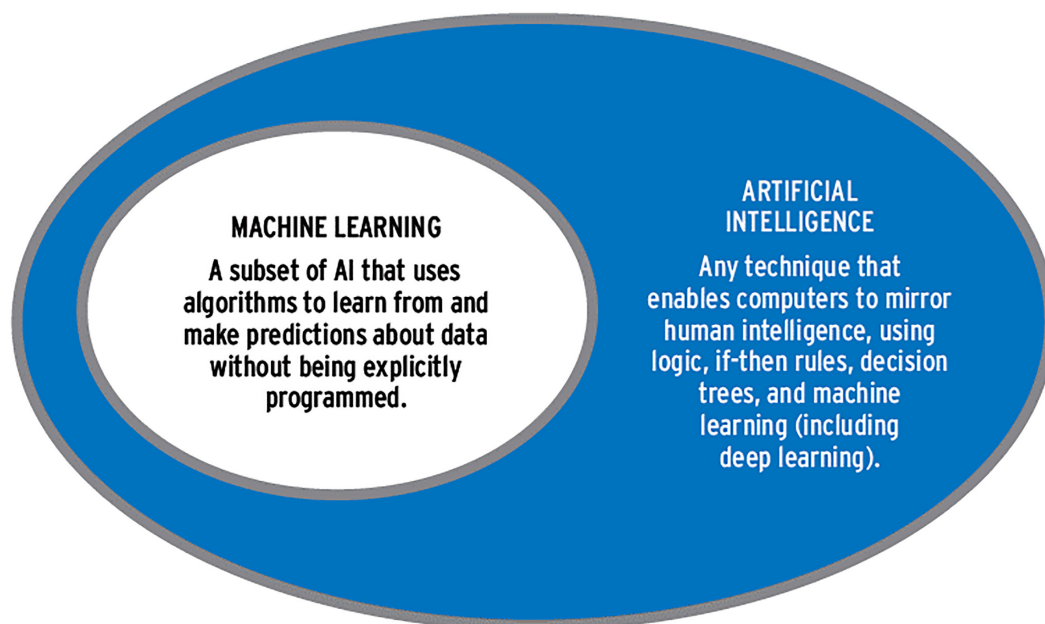 MACHINE LEARNING
A subset of AI that uses
algorithms to learn from and
make predictions about data
without being explicitly
programmed.
ARTIFICIAL
INTELLIGENCE
Any technique that
enables computers to mirror
human intelligence, using
logic, if-then rules, decision
trees, and machine
learning (including
deep learning).